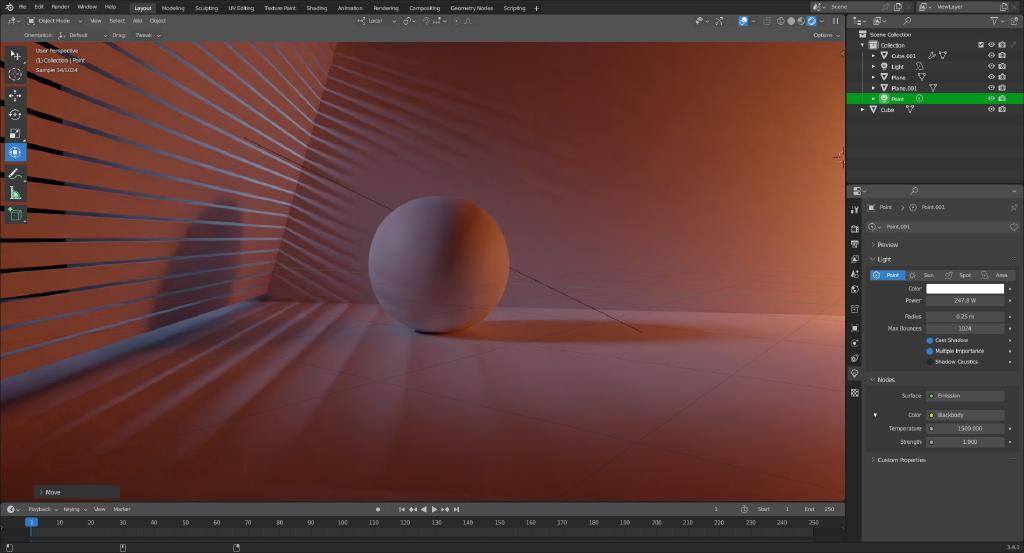 File Edit Render Window Help Layout Modeling Sculpting UV Editing Texture Paint Shading Animation Rendering Compositing Geometry Nodes Scripting + Scene ViewLayer
Object Mode View Select Add Object Local
Orientation: Default Drag: Tweak Options
User Perspective
(1) Collection | Point
Sample 34/1024
Scene Collection
Collection
Cube.001
Light
Plane
Plane.001
Point
Cube
Point Point.001
Point.001
Preview
Light
Point Sun Spot Area
Color
Power 247.8 W
Radius 0.25 m
Max Bounces 1024
Cast Shadow
Multiple Importance
Shadow Caustics
Nodes
Surface Emission
Color Blackbody
Temperature 1500.000
Strength 1.000
Custom Properties
Move
Playback Keying View Marker 1 Start 1 End 250
1 10 20 30 40 50 60 70 80 90 100 110 120 130 140 150 160 170 180 190 200 210 220 230 240 250
3.4.1